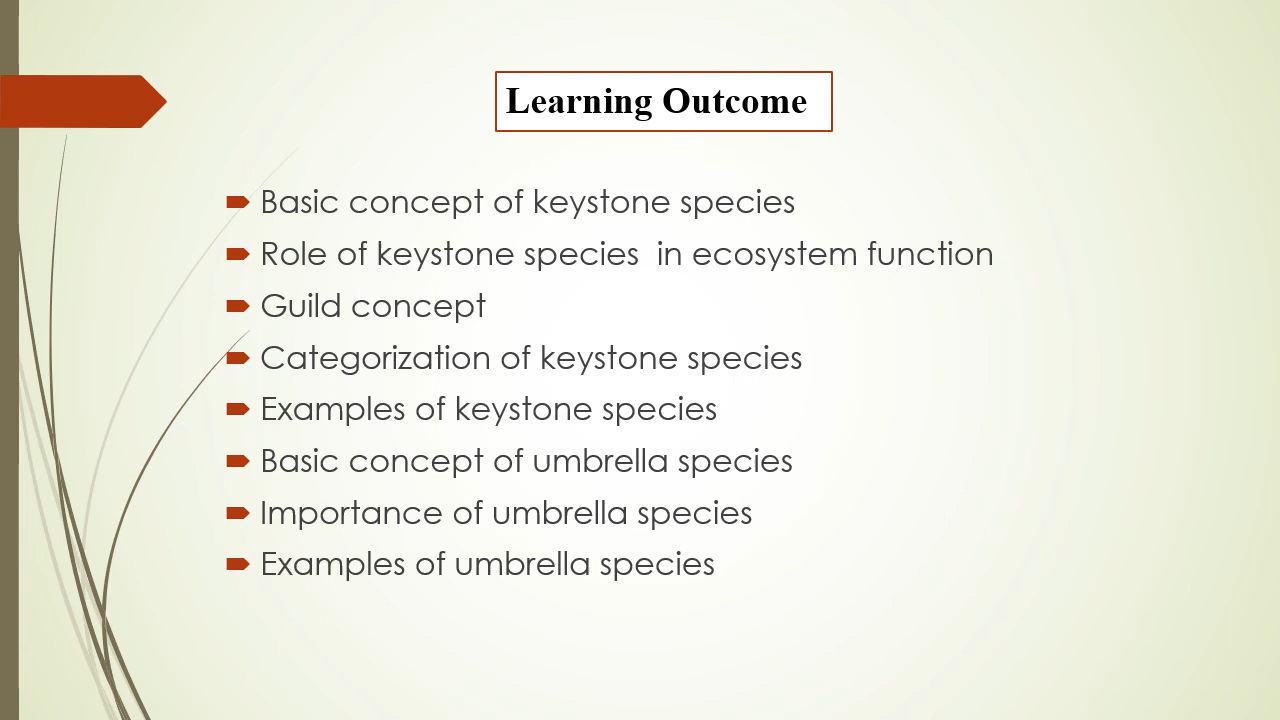 Learning Outcome
Basic concept of keystone species
Role of keystone species  in ecosystem function
Guild concept
Categorization of keystone species
Examples of keystone species
Basic concept of umbrella species
Importance of umbrella species
Examples of umbrella species